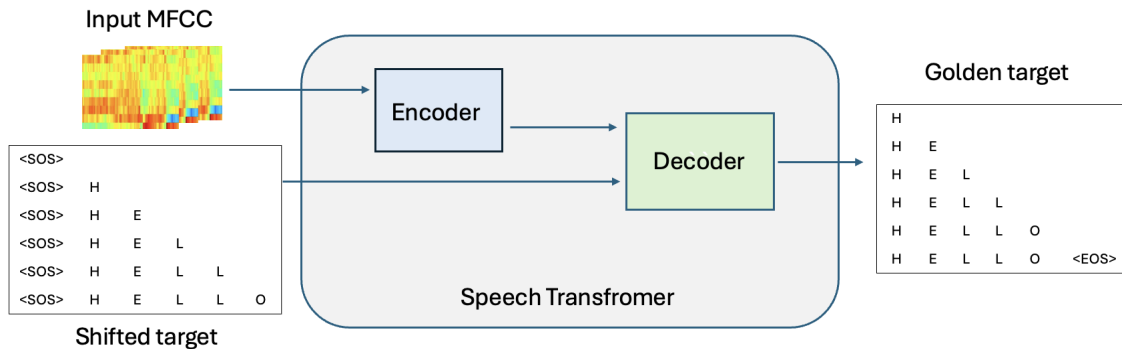 Input MFCC
<SOS>
<SOS> H
<SOS> H E
<SOS> H E L
<SOS> H E L L
<SOS> H E L L O
Shifted target
Encoder
Decoder
Speech Transfromer
Golden target
H
H E
H E L
H E L L
H E L L O
H E L L O <EOS>